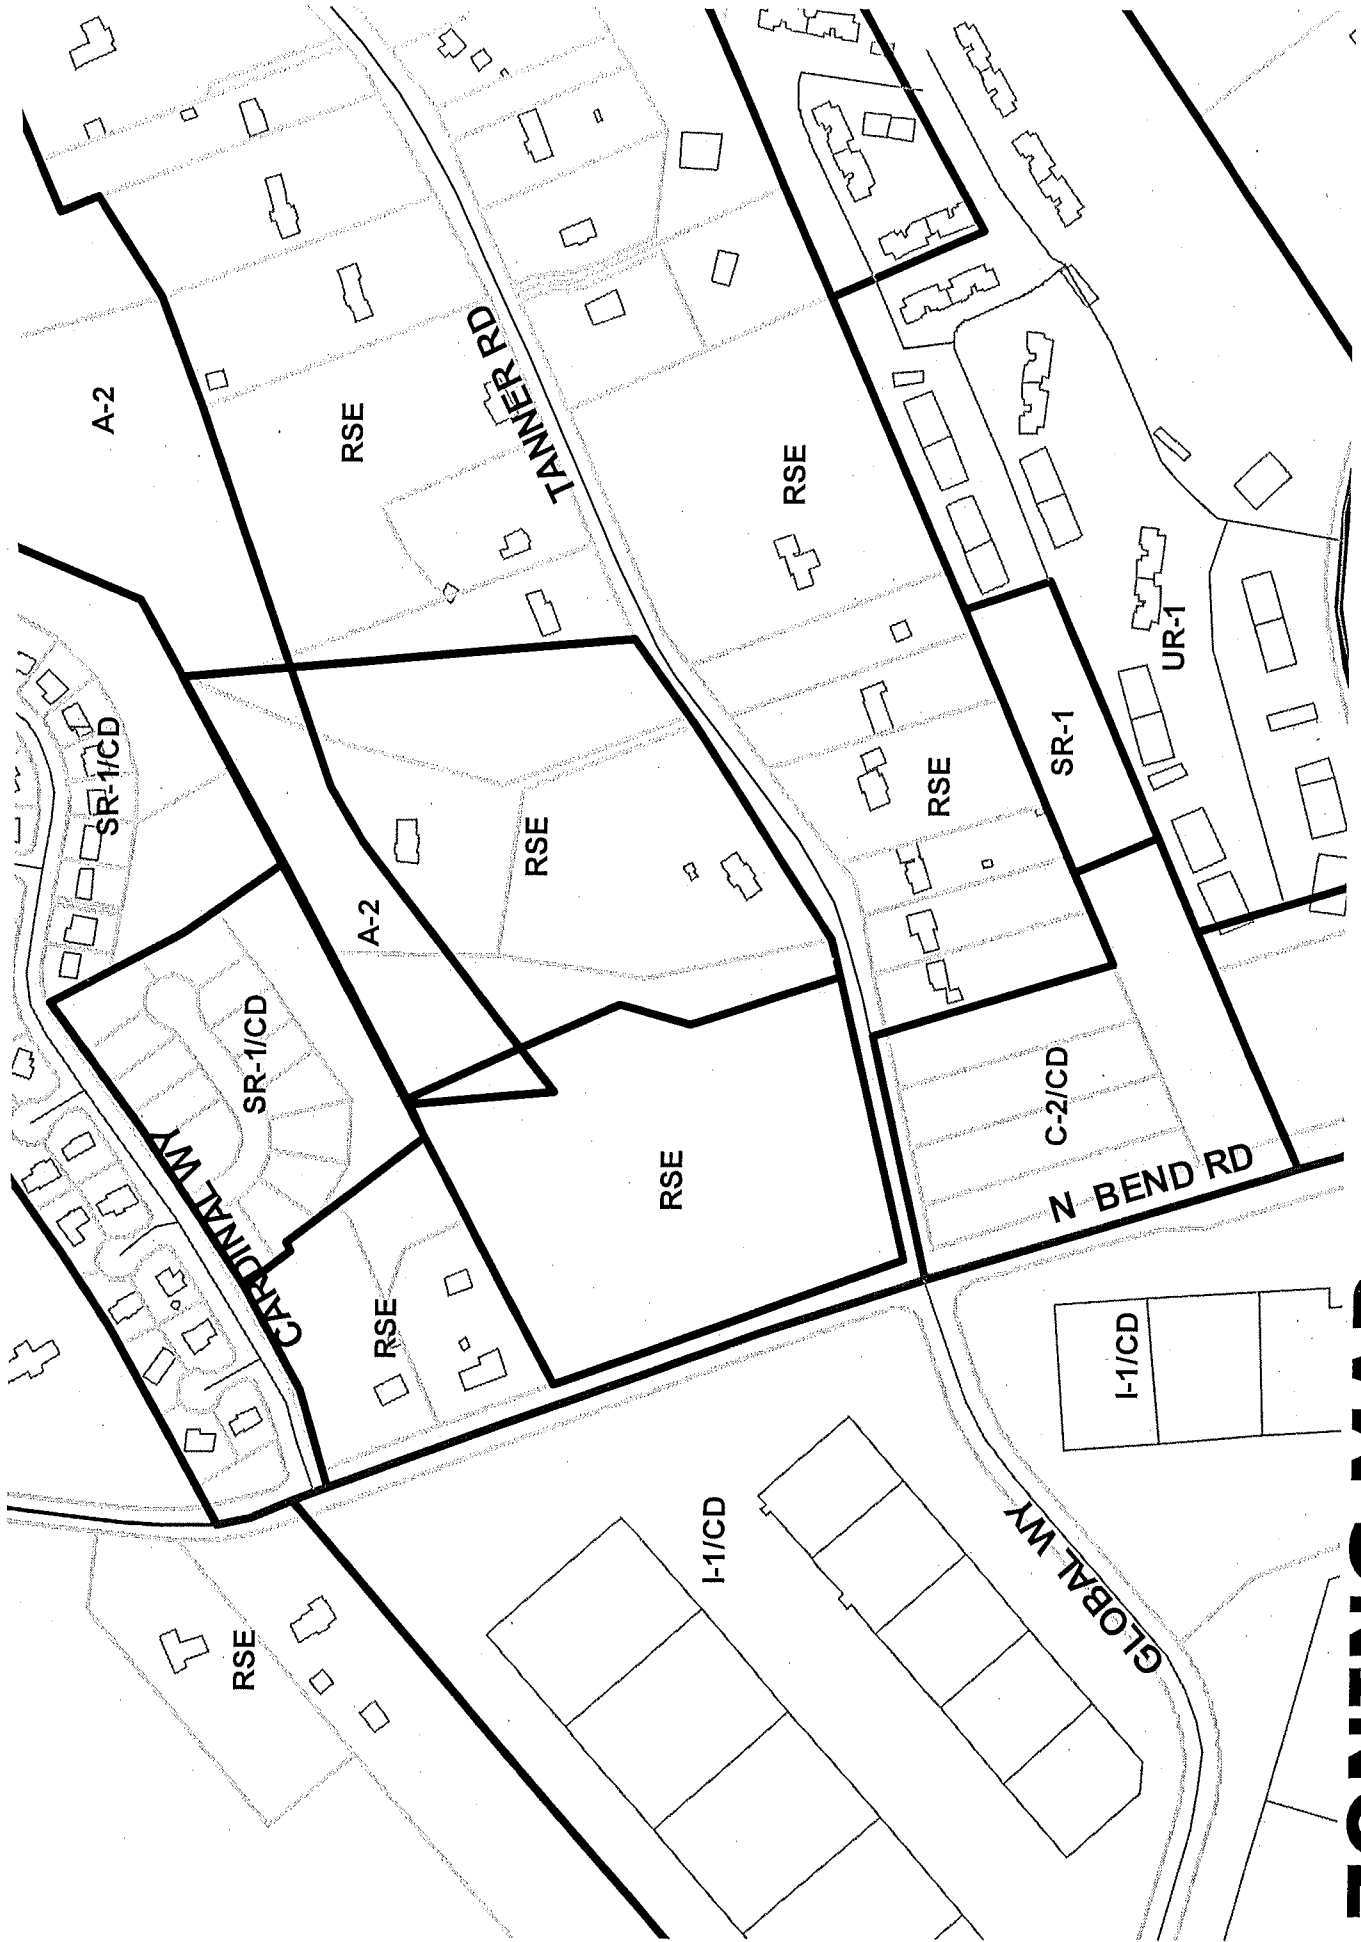 A-2
RSE
TANNER RD
RSE
SR-1/CD
UR-1
SR-1
RSE
RSE
A-2
SR-1/CD
C-2/CD
RSE
N BEND RD
CARDINAL WY
RSE
I-1/CD
I-1/CD
GLOBAL WY
RSE